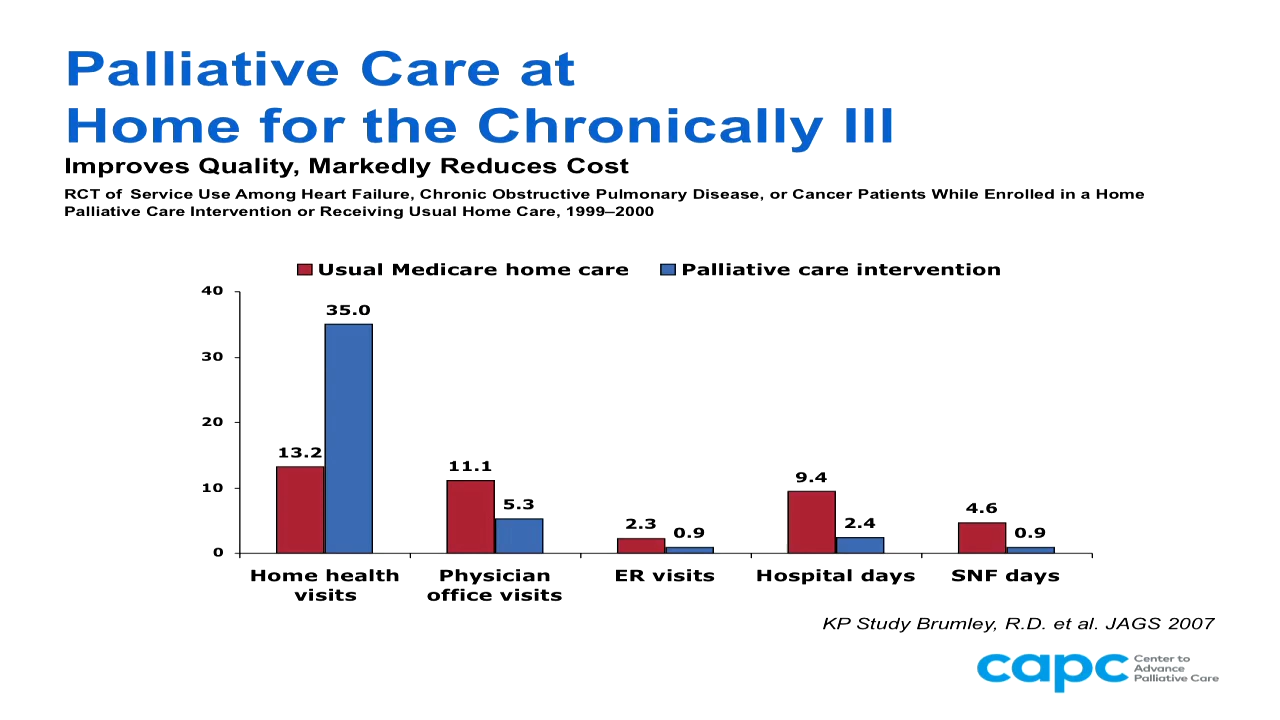 Palliative Care at
Home for the Chronically Ill
Improves Quality, Markedly Reduces Cost
RCT of Service Use Among Heart Failure, Chronic Obstructive Pulmonary Disease, or Cancer Patients While Enrolled in a Home
Palliative Care Intervention or Receiving Usual Home Care, 1999–2000
Usual Medicare home care Palliative care intervention
40
30
20
10
0
13.2
35.0
11.1
5.3
2.3
0.9
9.4
2.4
4.6
0.9
Home health
visits
Physician
office visits
ER visits
Hospital days
SNF days
KP Study Brumley, R.D. et al. JAGS 2007
capc
Center to
Advance
Palliative Care